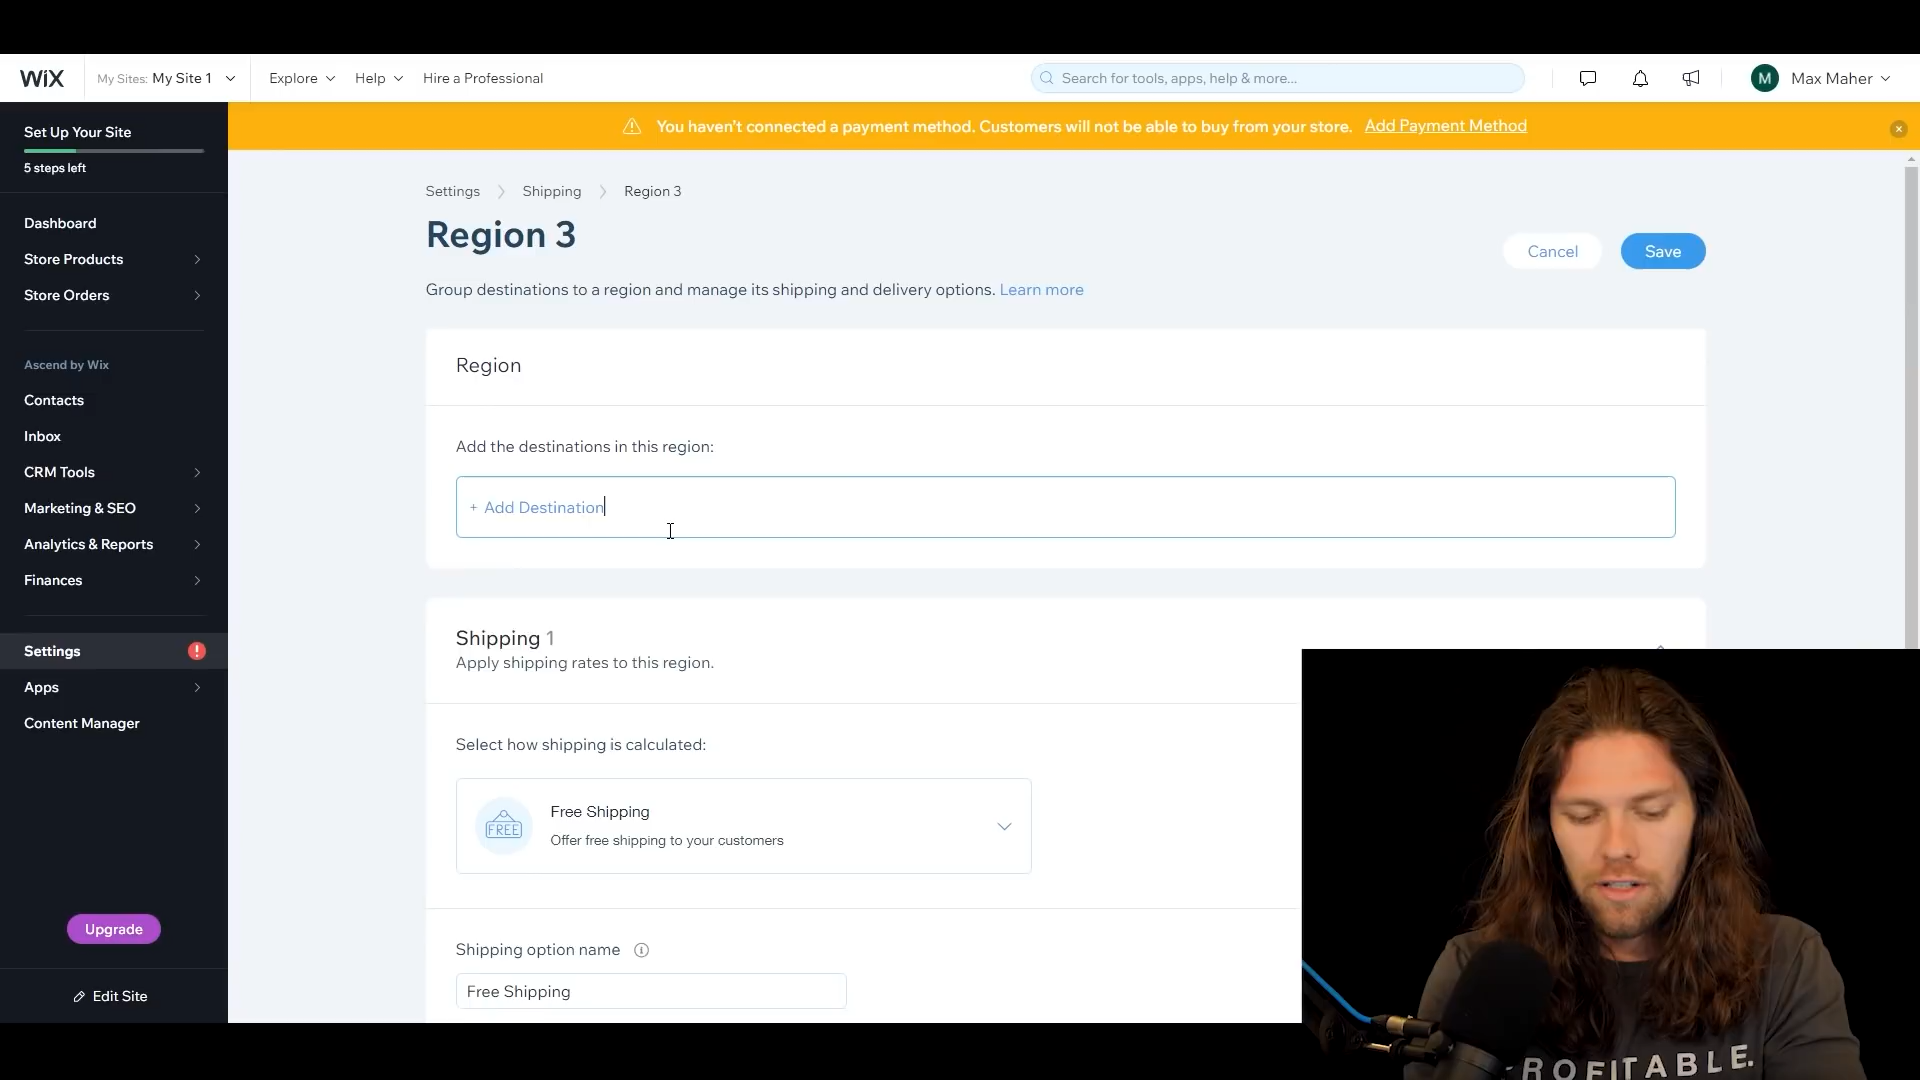 WiX My Sites: My Site 1 Explore Help Hire a Professional Search for tools, apps, help & more... M Max Maher
You haven't connected a payment method. Customers will not be able to buy from your store. Add Payment Method
Set Up Your Site
5 steps left
Dashboard
Store Products
Store Orders
Ascend by Wix
Contacts
Inbox
CRM Tools
Marketing & SEO
Analytics & Reports
Finances
Settings
Apps
Content Manager
Upgrade
Edit Site
Settings > Shipping > Region 3
Region 3
Cancel Save
Group destinations to a region and manage its shipping and delivery options. Learn more
Region
Add the destinations in this region:
+ Add Destination
Shipping 1
Apply shipping rates to this region.
Select how shipping is calculated:
FREE
Free Shipping
Offer free shipping to your customers
Shipping option name
Free Shipping
ROFITABLE.